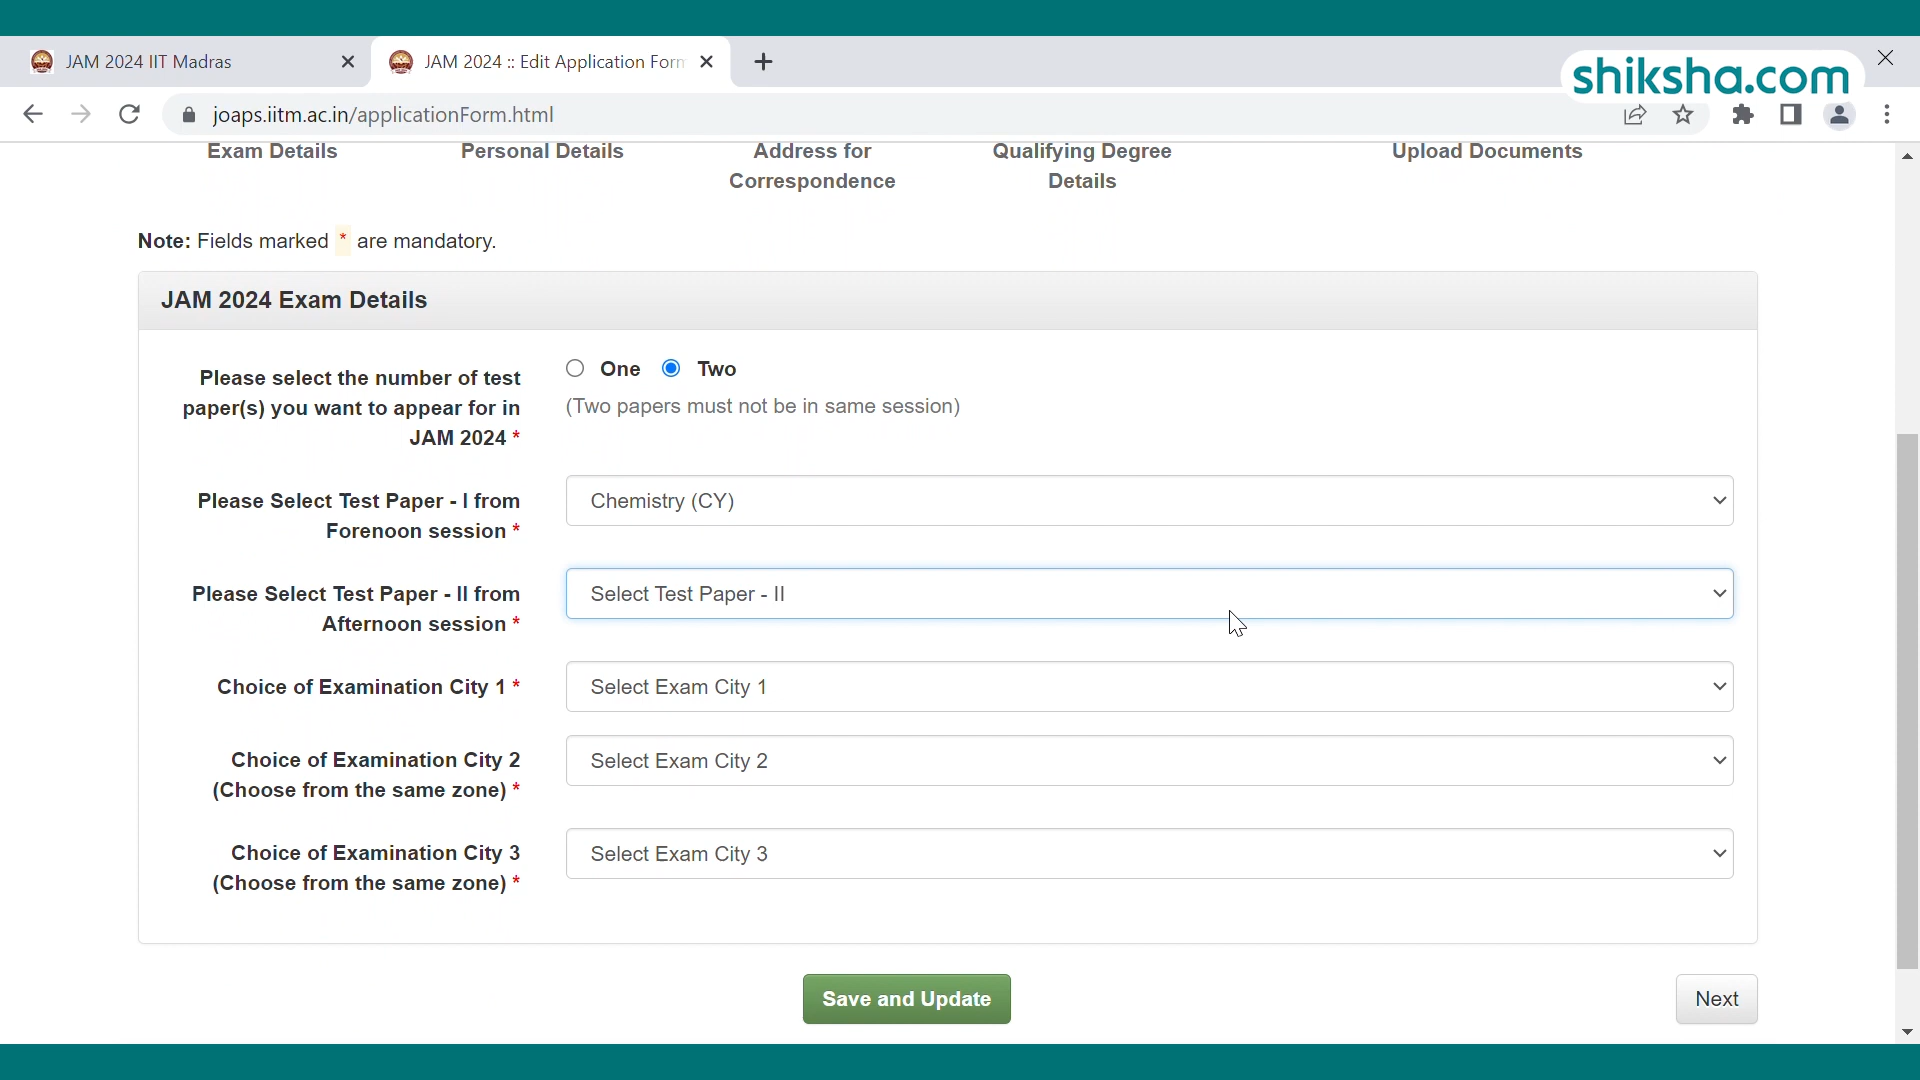 JAM 2024 IIT Madras
JAM 2024 :: Edit Application Form
shiksha.com
joaps.iitm.ac.in/applicationForm.html
Exam Details
Personal Details
Address for
Correspondence
Qualifying Degree
Details
Upload Documents
Note: Fields marked * are mandatory.
JAM 2024 Exam Details
Please select the number of test
paper(s) you want to appear for in
JAM 2024 *
One Two
(Two papers must not be in same session)
Please Select Test Paper - I from
Forenoon session *
Chemistry (CY)
Please Select Test Paper - II from
Afternoon session *
Select Test Paper - II
Choice of Examination City 1 *
Select Exam City 1
Choice of Examination City 2
(Choose from the same zone) *
Select Exam City 2
Choice of Examination City 3
(Choose from the same zone) *
Select Exam City 3
Save and Update
Next